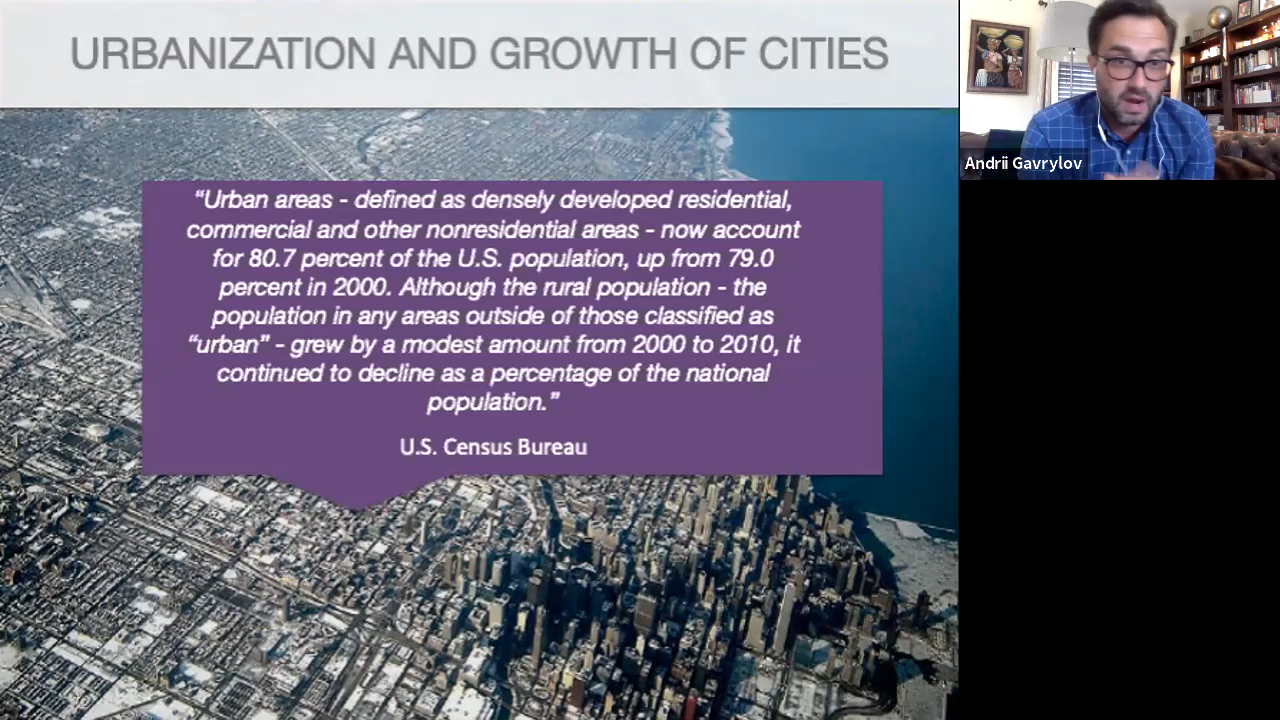 URBANIZATION AND GROWTH OF CITIES
“Urban areas - defined as densely developed residential,
commercial and other nonresidential areas - now account
for 80.7 percent of the U.S. population, up from 79.0
percent in 2000. Although the rural population - the
population in any areas outside of those classified as
“urban” - grew by a modest amount from 2000 to 2010, it
continued to decline as a percentage of the national
population.”
U.S. Census Bureau
Andrii Gavrylov